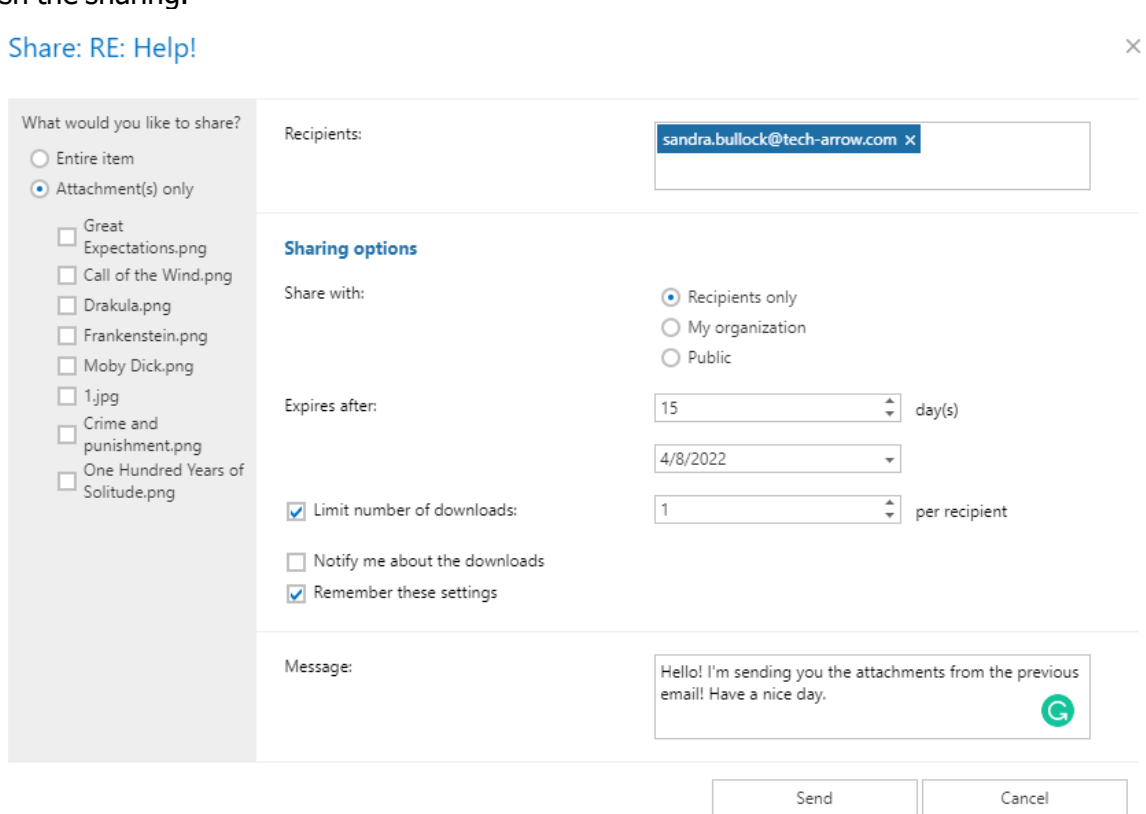 sh the sharing.
Share: RE: Help!
What would you like to share?
Entire item
Attachment(s) only
Great
Expectations.png
Call of the Wind.png
Drakula.png
Frankenstein.png
Moby Dick.png
1.jpg
Crime and
punishment.png
One Hundred Years of
Solitude.png
Recipients:
sandra.bullock@tech-arrow.com ×
Sharing options
Share with:
Recipients only
My organization
Public
Expires after:
15
day(s)
4/8/2022
Limit number of downloads:
1
per recipient
Notify me about the downloads
Remember these settings
Message:
Hello! I'm sending you the attachments from the previous
email! Have a nice day.
Send
Cancel